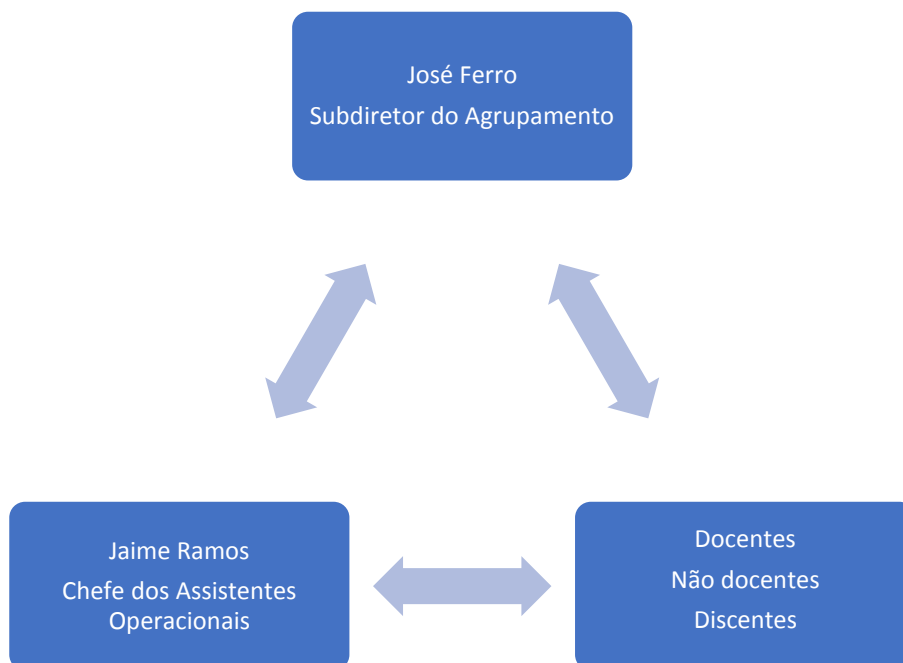 José Ferro
Subdiretor do Agrupamento
Jaime Ramos
Chefe dos Assistentes
Operacionais
Docentes
Não docentes
Discentes